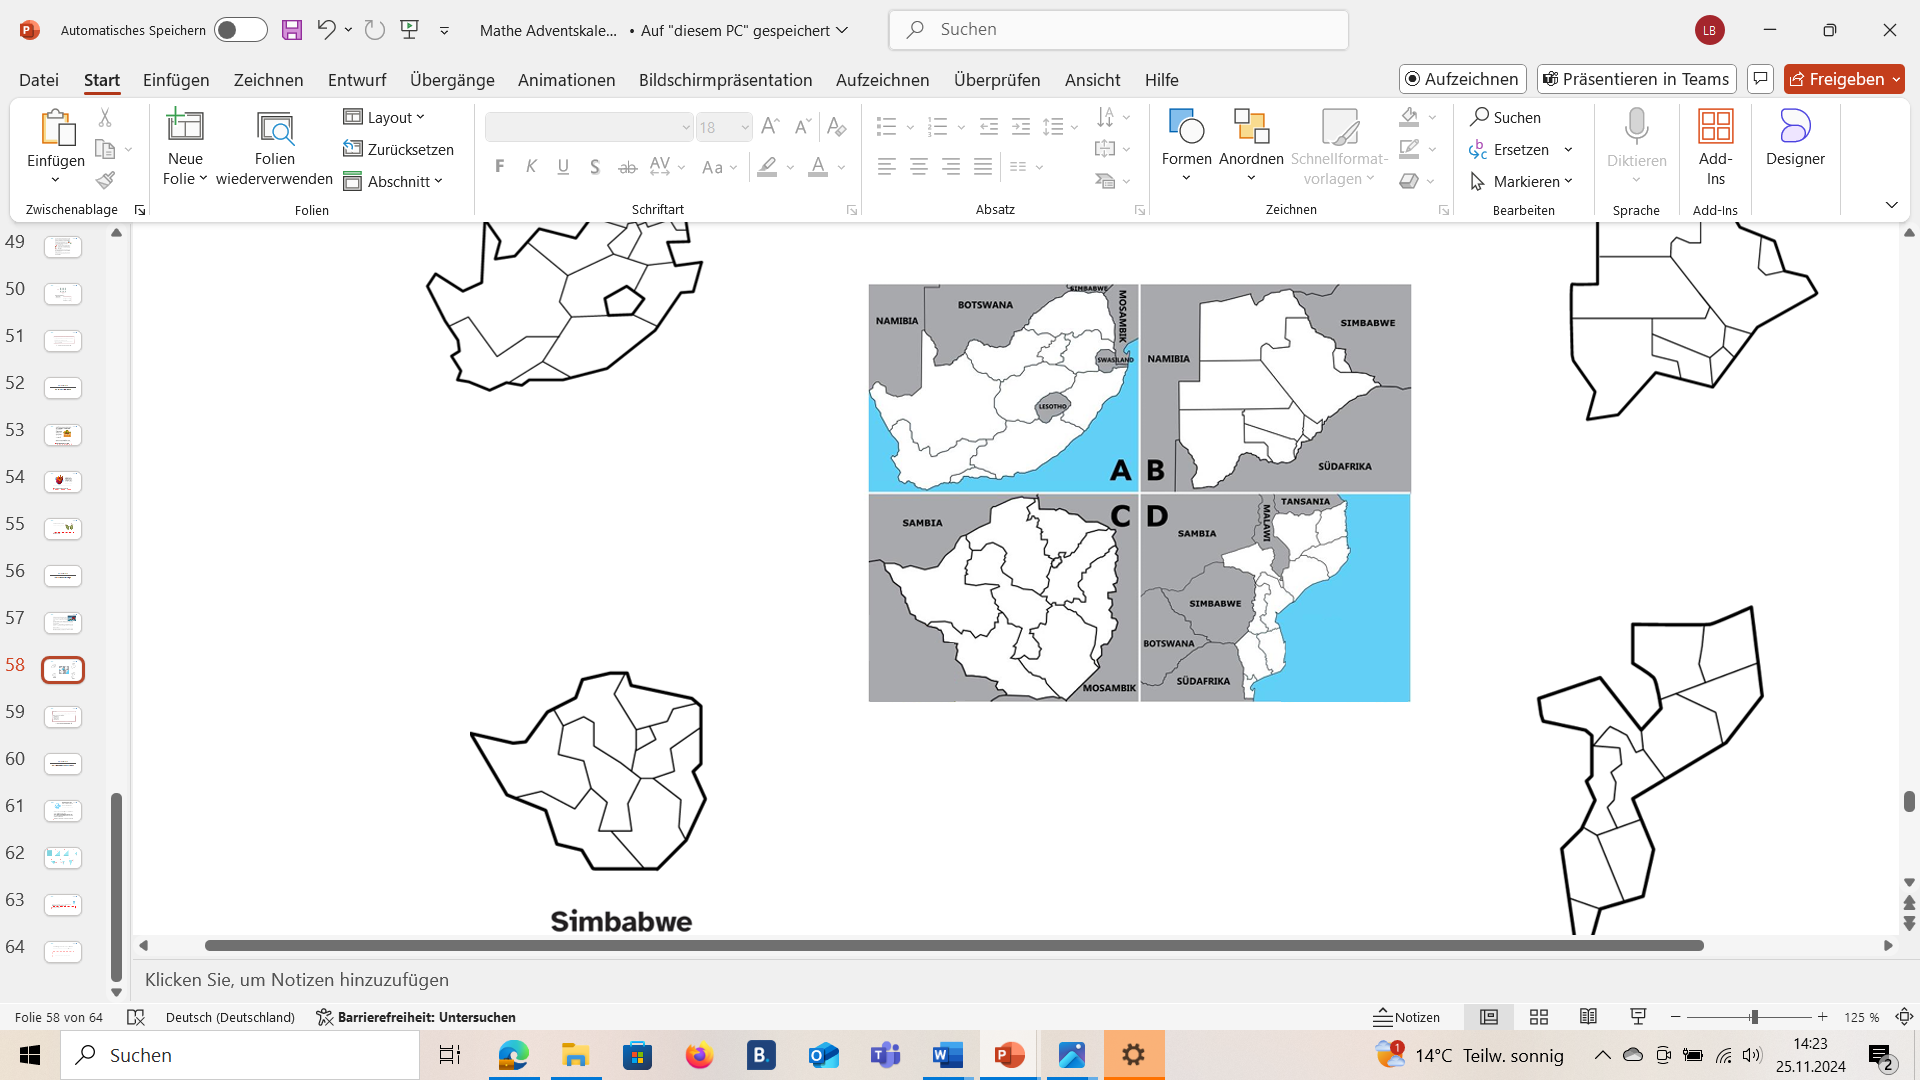 Automatisches Speichern
Mathe Adventskale... • Auf "diesem PC" gespeichert
Suchen
LB
Datei Start Einfügen Zeichnen Entwurf Übergänge Animationen Bildschirmpräsentation Aufzeichnen Überprüfen Ansicht Hilfe
Aufzeichnen
Präsentieren in Teams
Freigeben
Einfügen
Zwischenablage
Neue
Folie
Folien
wiederverwenden
Layout
Zurücksetzen
Abschnitt
Folien
18
F K U S ab AV Aa A
Schriftart
Absatz
Formen
Anordnen
Schnellformat-
vorlagen
Zeichnen
Suchen
Ersetzen
Markieren
Bearbeiten
Diktieren
Sprache
Add-
Ins
Add-Ins
Designer
49
50
51
52
53
54
55
56
57
58
59
60
61
62
63
64
NAMIBIA
BOTSWANA
SIMBABWE
MOSAMBIK
SWASILAND
LESOTHO
A
NAMIBIA
SIMBABWE
SÜDAFRIKA
B
SAMBIA
C
MOSAMBIK
D
TANSANIA
MALAWI
SAMBIA
SIMBABWE
BOTSWANA
SÜDAFRIKA
Simbabwe
Klicken Sie, um Notizen hinzuzufügen
Folie 58 von 64
Deutsch (Deutschland)
Barrierefreiheit: Untersuchen
Notizen
125 %
Suchen
B.
1
14°C Teilw. sonnig
14:23
25.11.2024
2